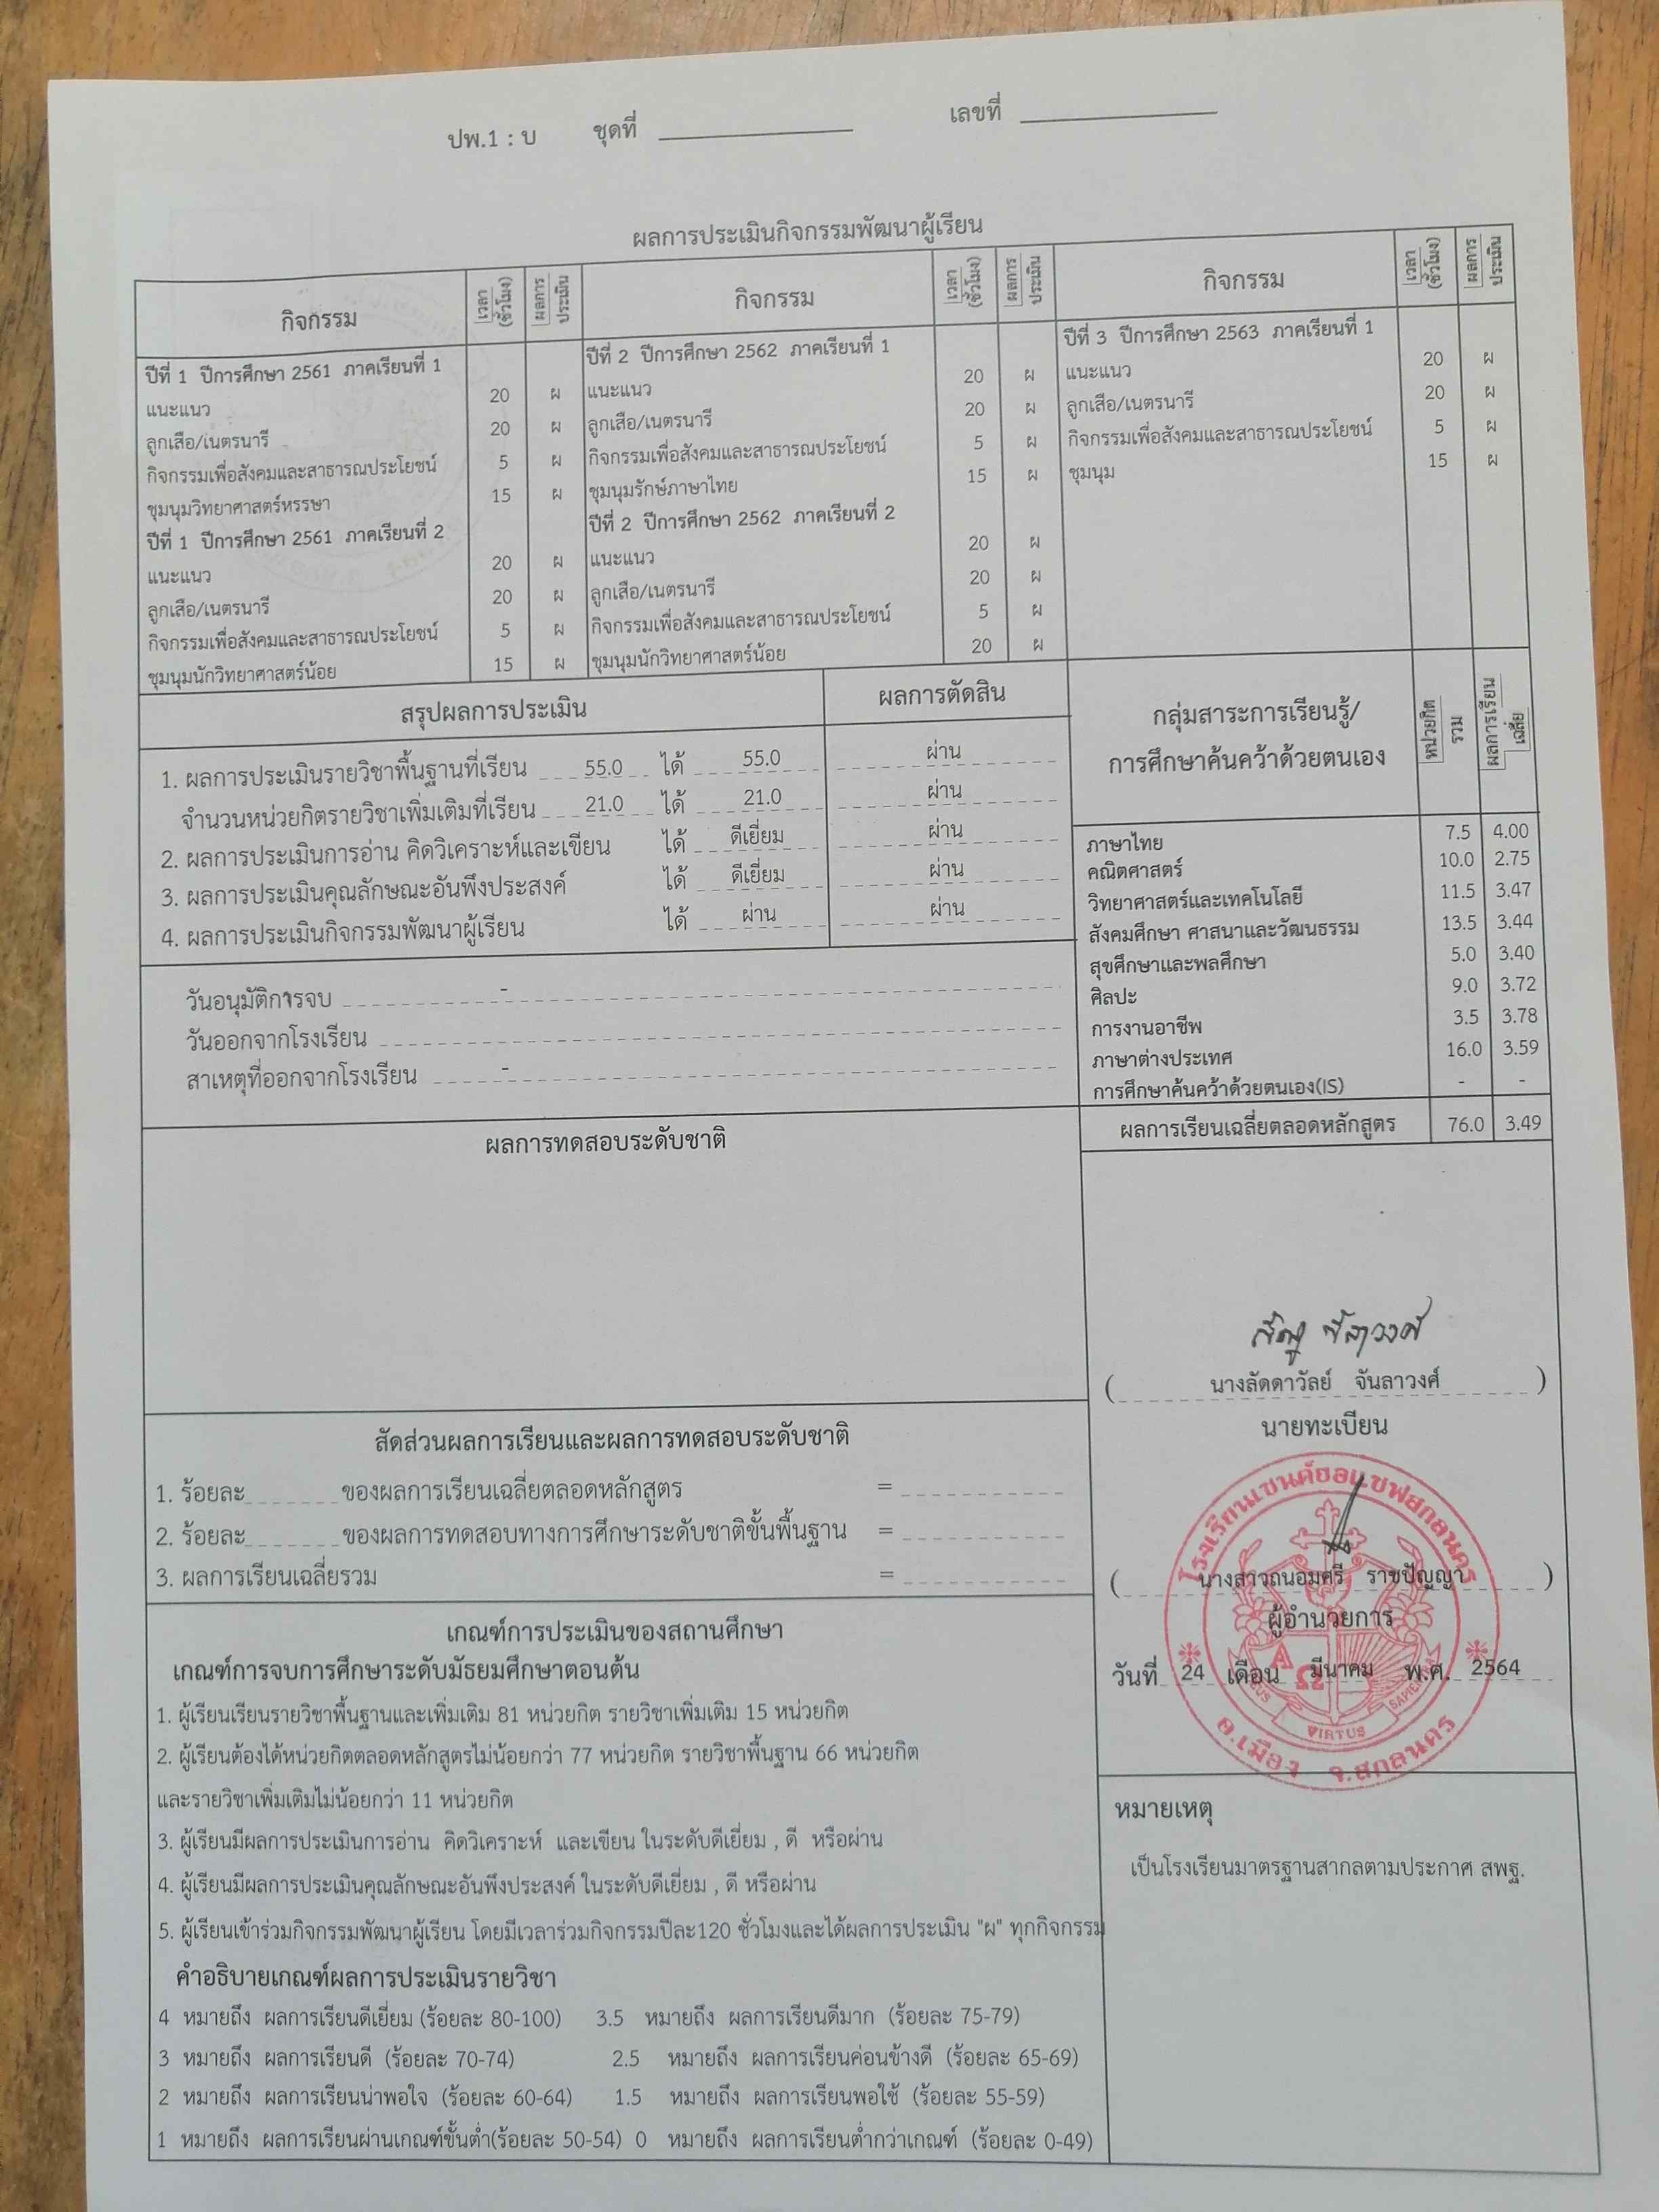 ปพ.1 : บ ชุดที่ เลขที่
ผลการประเมินกิจกรรมพัฒนาผู้เรียน
กิจกรรม เวลา (ชั่วโมง) ผลการประเมิน กิจกรรม เวลา (ชั่วโมง) ผลการประเมิน กิจกรรม เวลา (ชั่วโมง) ผลการประเมิน
ปีที่ 1 ปีการศึกษา 2561 ภาคเรียนที่ 1
แนะแนว 20 ผ
ลูกเสือ/เนตรนารี 20 ผ
กิจกรรมเพื่อสังคมและสาธารณประโยชน์ 5 ผ
ชุมนุมวิทยาศาสตร์หรรษา 15 ผ
ปีที่ 1 ปีการศึกษา 2561 ภาคเรียนที่ 2
แนะแนว 20 ผ
ลูกเสือ/เนตรนารี 20 ผ
กิจกรรมเพื่อสังคมและสาธารณประโยชน์ 5 ผ
ชุมนุมนักวิทยาศาสตร์น้อย 15 ผ
ปีที่ 2 ปีการศึกษา 2562 ภาคเรียนที่ 1
แนะแนว 20 ผ
ลูกเสือ/เนตรนารี 20 ผ
กิจกรรมเพื่อสังคมและสาธารณประโยชน์ 5 ผ
ชุมนุมรักษ์ภาษาไทย 15 ผ
ปีที่ 2 ปีการศึกษา 2562 ภาคเรียนที่ 2
แนะแนว 20 ผ
ลูกเสือ/เนตรนารี 20 ผ
กิจกรรมเพื่อสังคมและสาธารณประโยชน์ 5 ผ
ชุมนุมนักวิทยาศาสตร์น้อย 20 ผ
ปีที่ 3 ปีการศึกษา 2563 ภาคเรียนที่ 1
แนะแนว 20 ผ
ลูกเสือ/เนตรนารี 20 ผ
กิจกรรมเพื่อสังคมและสาธารณประโยชน์ 5 ผ
ชุมนุม 15 ผ
สรุปผลการประเมิน ผลการตัดสิน
1. ผลการประเมินรายวิชาพื้นฐานที่เรียน 55.0 ได้ 55.0 ผ่าน
จำนวนหน่วยกิตรายวิชาเพิ่มเติมที่เรียน 21.0 ได้ 21.0 ผ่าน
2. ผลการประเมินการอ่าน คิดวิเคราะห์และเขียน ได้ ดีเยี่ยม ผ่าน
3. ผลการประเมินคุณลักษณะอันพึงประสงค์ ได้ ดีเยี่ยม ผ่าน
4. ผลการประเมินกิจกรรมพัฒนาผู้เรียน ได้ ผ่าน ผ่าน
วันอนุมัติการจบ -
วันออกจากโรงเรียน
สาเหตุที่ออกจากโรงเรียน -
กลุ่มสาระการเรียนรู้/
การศึกษาค้นคว้าด้วยตนเอง
หน่วยกิตรวม ผลการเรียนเฉลี่ย
ภาษาไทย 7.5 4.00
คณิตศาสตร์ 10.0 2.75
วิทยาศาสตร์และเทคโนโลยี 11.5 3.47
สังคมศึกษา ศาสนาและวัฒนธรรม 13.5 3.44
สุขศึกษาและพลศึกษา 5.0 3.40
ศิลปะ 9.0 3.72
การงานอาชีพ 3.5 3.78
ภาษาต่างประเทศ 16.0 3.59
การศึกษาค้นคว้าด้วยตนเอง(IS) - -
ผลการเรียนเฉลี่ยตลอดหลักสูตร 76.0 3.49
ผลการทดสอบระดับชาติ
สัดส่วนผลการเรียนและผลการทดสอบระดับชาติ
1. ร้อยละ ของผลการเรียนเฉลี่ยตลอดหลักสูตร =
2. ร้อยละ ของผลการทดสอบทางการศึกษาระดับชาติขั้นพื้นฐาน =
3. ผลการเรียนเฉลี่ยรวม =
( นางลัดดาวัลย์ จันลาวงศ์ )
นายทะเบียน
โรงเรียนเซนต์ยอแซฟสกลนคร
( นางสาวถนอมศรี ราชปัญญา )
ผู้อำนวยการ
วันที่ 24 เดือน มีนาคม พ.ศ. 2564
A Ω
VIRTUS
อ.เมือง จ.สกลนคร
เกณฑ์การประเมินของสถานศึกษา
เกณฑ์การจบการศึกษาระดับมัธยมศึกษาตอนต้น
1. ผู้เรียนเรียนรายวิชาพื้นฐานและเพิ่มเติม 81 หน่วยกิต รายวิชาเพิ่มเติม 15 หน่วยกิต
2. ผู้เรียนต้องได้หน่วยกิตตลอดหลักสูตรไม่น้อยกว่า 77 หน่วยกิต รายวิชาพื้นฐาน 66 หน่วยกิต
และรายวิชาเพิ่มเติมไม่น้อยกว่า 11 หน่วยกิต
3. ผู้เรียนมีผลการประเมินการอ่าน คิดวิเคราะห์ และเขียน ในระดับดีเยี่ยม , ดี หรือผ่าน
4. ผู้เรียนมีผลการประเมินคุณลักษณะอันพึงประสงค์ ในระดับดีเยี่ยม , ดี หรือผ่าน
5. ผู้เรียนเข้าร่วมกิจกรรมพัฒนาผู้เรียน โดยมีเวลาร่วมกิจกรรมปีละ120 ชั่วโมงและได้ผลการประเมิน "ผ" ทุกกิจกรรม
คำอธิบายเกณฑ์ผลการประเมินรายวิชา
4 หมายถึง ผลการเรียนดีเยี่ยม (ร้อยละ 80-100) 3.5 หมายถึง ผลการเรียนดีมาก (ร้อยละ 75-79)
3 หมายถึง ผลการเรียนดี (ร้อยละ 70-74) 2.5 หมายถึง ผลการเรียนค่อนข้างดี (ร้อยละ 65-69)
2 หมายถึง ผลการเรียนน่าพอใจ (ร้อยละ 60-64) 1.5 หมายถึง ผลการเรียนพอใช้ (ร้อยละ 55-59)
1 หมายถึง ผลการเรียนผ่านเกณฑ์ขั้นต่ำ(ร้อยละ 50-54) 0 หมายถึง ผลการเรียนต่ำกว่าเกณฑ์ (ร้อยละ 0-49)
หมายเหตุ
เป็นโรงเรียนมาตรฐานสากลตามประกาศ สพฐ.